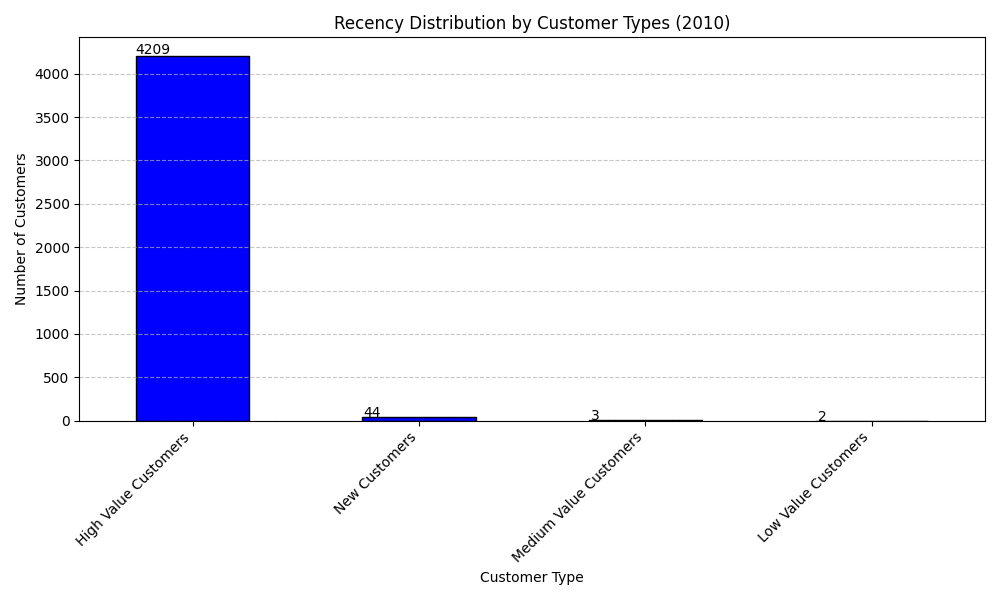 Recency Distribution by Customer Types (2010)
Number of Customers
4000
3500
3000
2500
2000
1500
1000
500
0
4209
44
3
2
High Value Customers
New Customers
Medium Value Customers
Low Value Customers
Customer Type